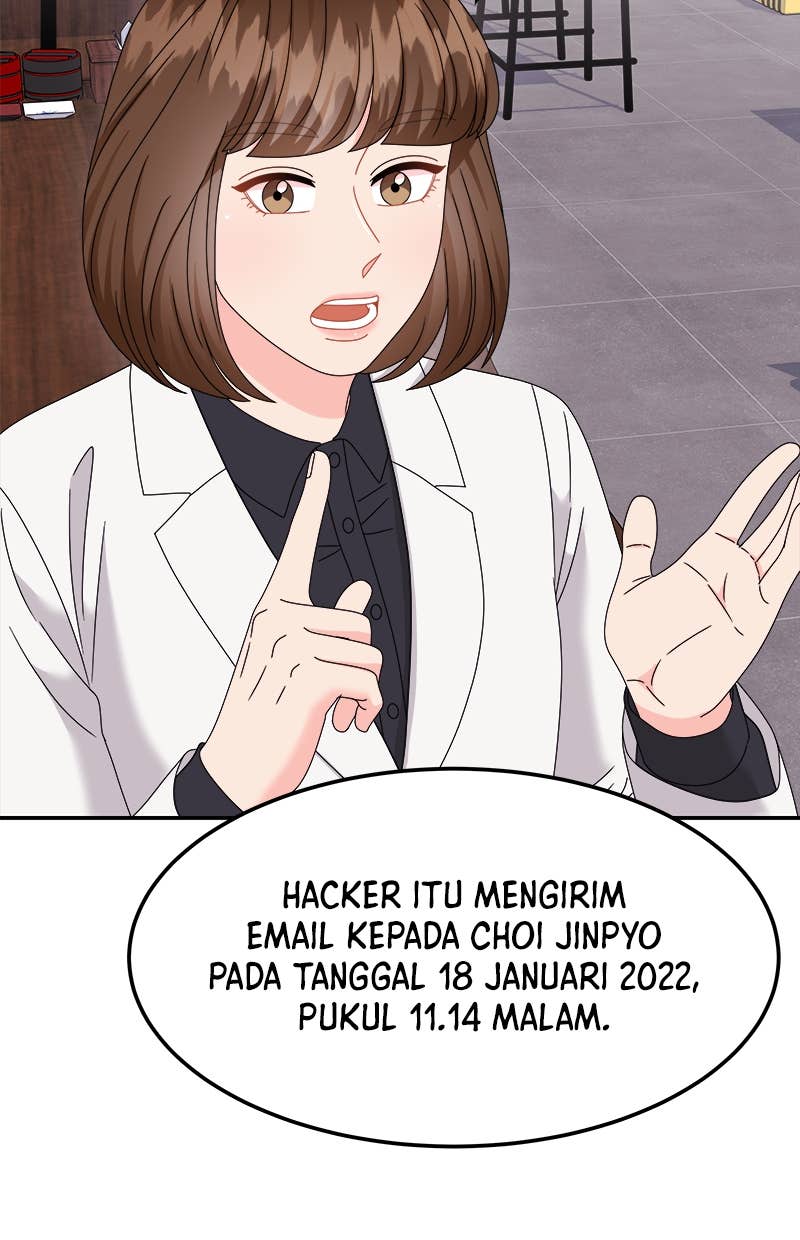 HACKER ITU MENGIRIM
EMAIL KEPADA CHOI JINPYO
PADA TANGGAL 18 JANUARI 2022,
PUKUL 11.14 MALAM.